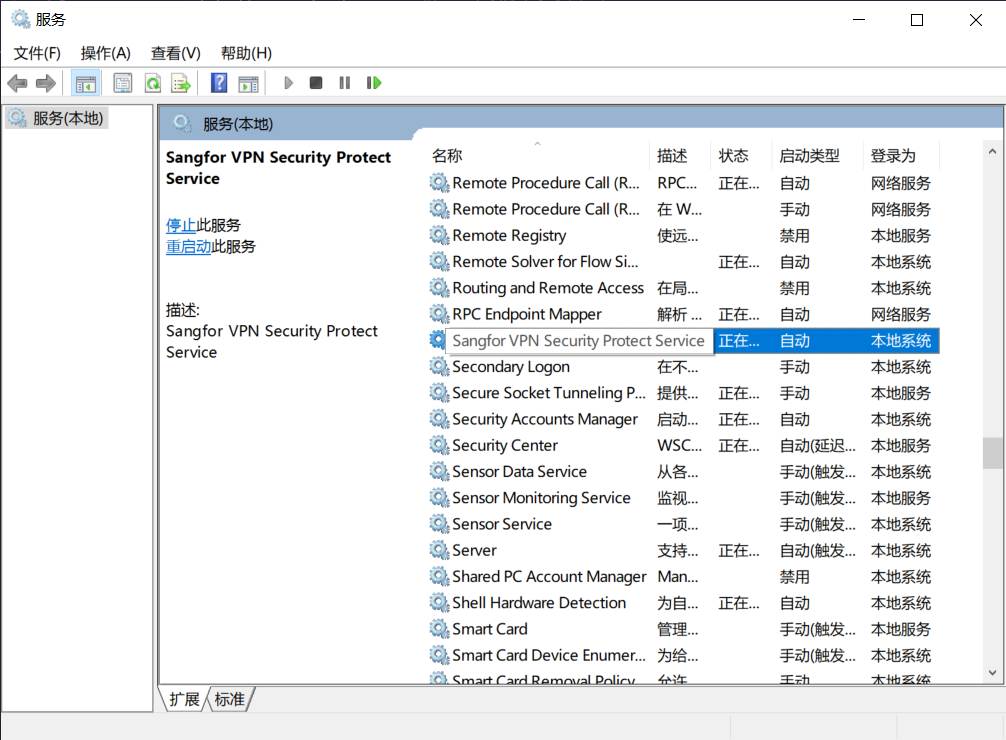 服务
文件(F) 操作(A) 查看(V) 帮助(H)
服务(本地)
服务(本地)
Sangfor VPN Security Protect
Service
停止此服务
重启动此服务
描述:
Sangfor VPN Security Protect
Service
名称 描述 状态 启动类型 登录为
Remote Procedure Call (R... RPC... 正在... 自动 网络服务
Remote Procedure Call (R... 在 W... 手动 网络服务
Remote Registry 使远... 禁用 本地服务
Remote Solver for Flow Si... 正在... 自动 本地系统
Routing and Remote Access 在局... 禁用 本地系统
RPC Endpoint Mapper 解析 ... 正在... 自动 网络服务
Sangfor VPN Security Protect Service 正在... 自动 本地系统
Secondary Logon 在不... 手动 本地系统
Secure Socket Tunneling P... 提供... 正在... 手动 本地服务
Security Accounts Manager 启动... 正在... 自动 本地系统
Security Center WSC... 正在... 自动(延迟... 本地服务
Sensor Data Service 从各... 手动(触发... 本地系统
Sensor Monitoring Service 监视... 手动(触发... 本地服务
Sensor Service 一项... 手动(触发... 本地系统
Server 支持... 正在... 自动(触发... 本地系统
Shared PC Account Manager Man... 禁用 本地系统
Shell Hardware Detection 为自... 正在... 自动 本地系统
Smart Card 管理... 手动(触发... 本地服务
Smart Card Device Enumer... 为给... 手动(触发... 本地系统
Smart Card Removal Policy 允许... 手动 本地系统
扩展 标准